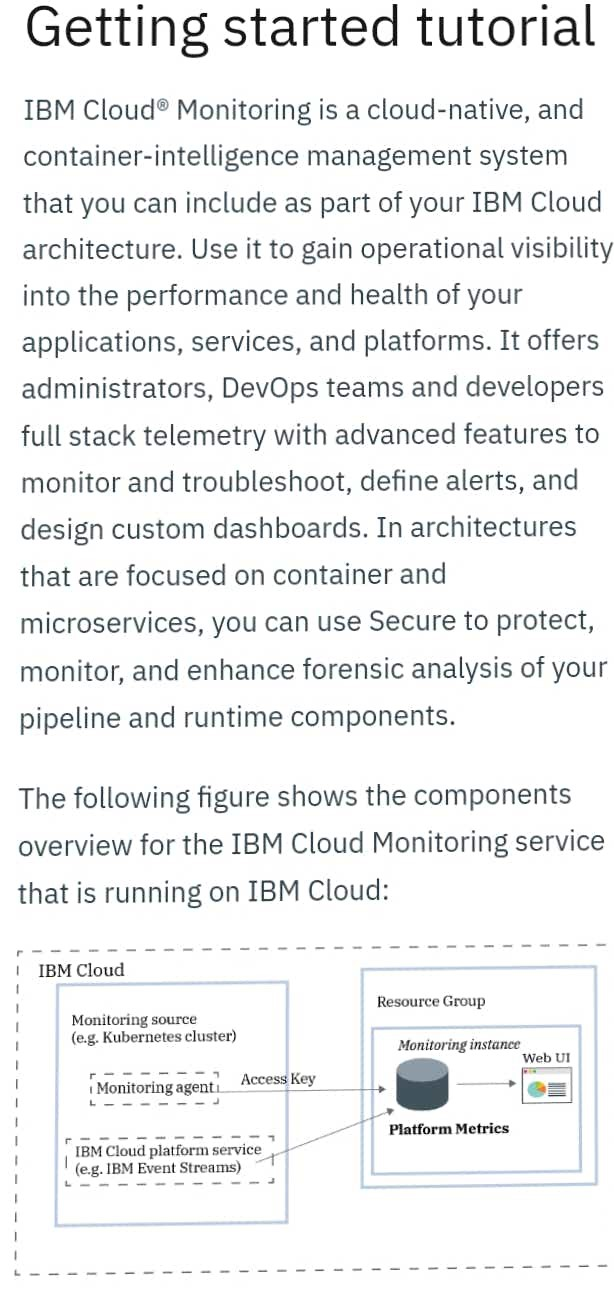 Getting started tutorial
IBM Cloud® Monitoring is a cloud-native, and
container-intelligence management system
that you can include as part of your IBM Cloud
architecture. Use it to gain operational visibility
into the performance and health of your
applications, services, and platforms. It offers
administrators, DevOps teams and developers
full stack telemetry with advanced features to
monitor and troubleshoot, define alerts, and
design custom dashboards. In architectures
that are focused on container and
microservices, you can use Secure to protect,
monitor, and enhance forensic analysis of your
pipeline and runtime components.
The following figure shows the components
overview for the IBM Cloud Monitoring service
that is running on IBM Cloud:
IBM Cloud
Monitoring source
(e.g. Kubernetes cluster)
Monitoring agent
Access Key
IBM Cloud platform service
(e.g. IBM Event Streams)
Resource Group
Monitoring instance
Web UI
Platform Metrics